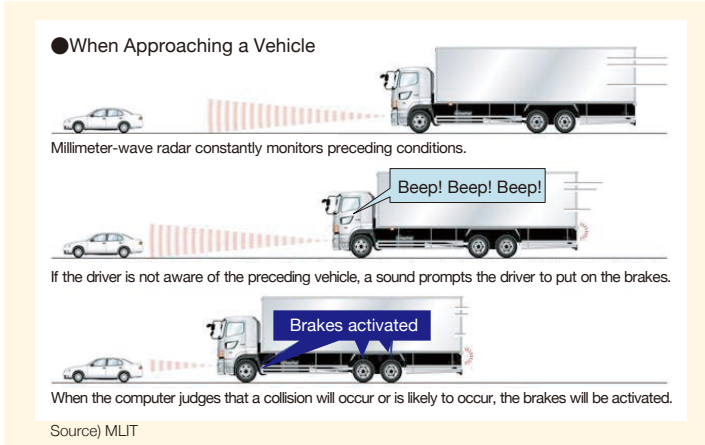 ●When Approaching a Vehicle
Millimeter-wave radar constantly monitors preceding conditions.
Beep! Beep! Beep!
If the driver is not aware of the preceding vehicle, a sound prompts the driver to put on the brakes.
Brakes activated
When the computer judges that a collision will occur or is likely to occur, the brakes will be activated.
Source) MLIT